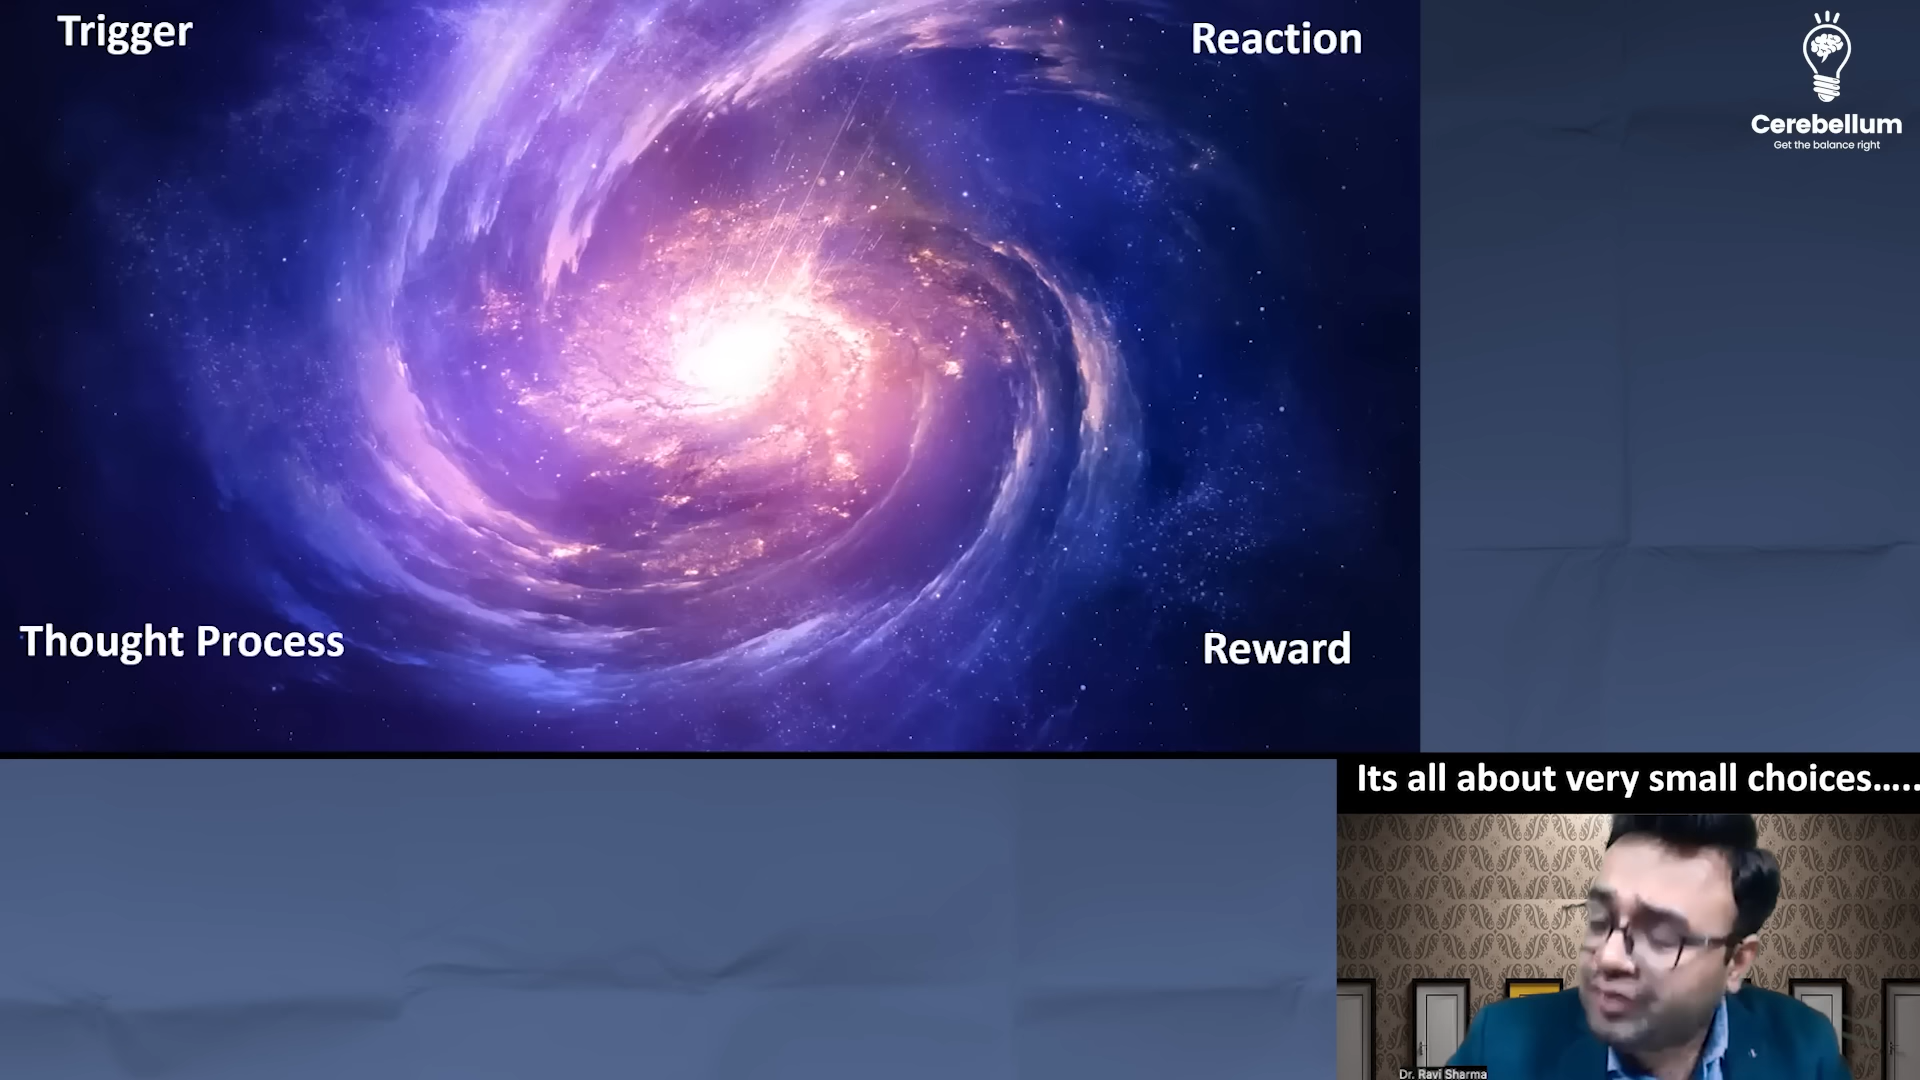 Trigger
Reaction
Cerebellum
Get the balance right
Thought Process
Reward
Its all about very small choices.....
Dr. Ravi Sharma